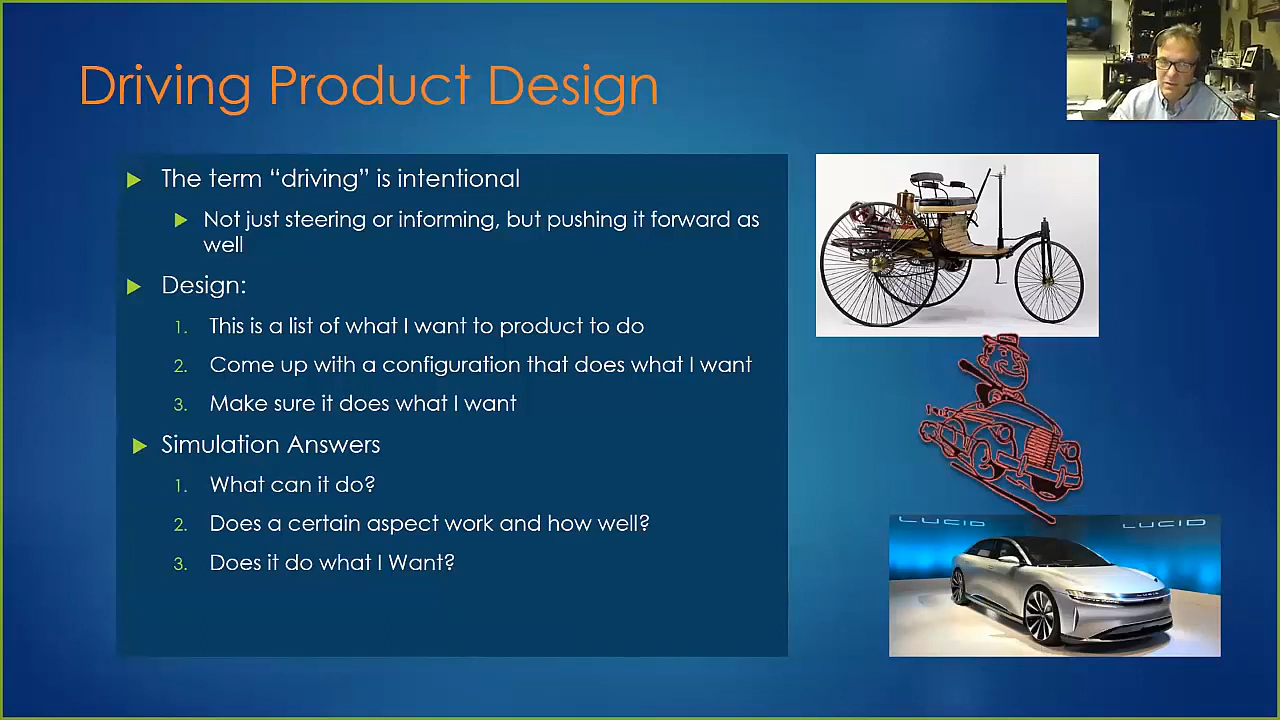 Driving Product Design
The term “driving” is intentional
Not just steering or informing, but pushing it forward as
well
Design:
1. This is a list of what I want to product to do
2. Come up with a configuration that does what I want
3. Make sure it does what I want
Simulation Answers
1. What can it do?
2. Does a certain aspect work and how well?
3. Does it do what I Want?
LUCID
LUCID